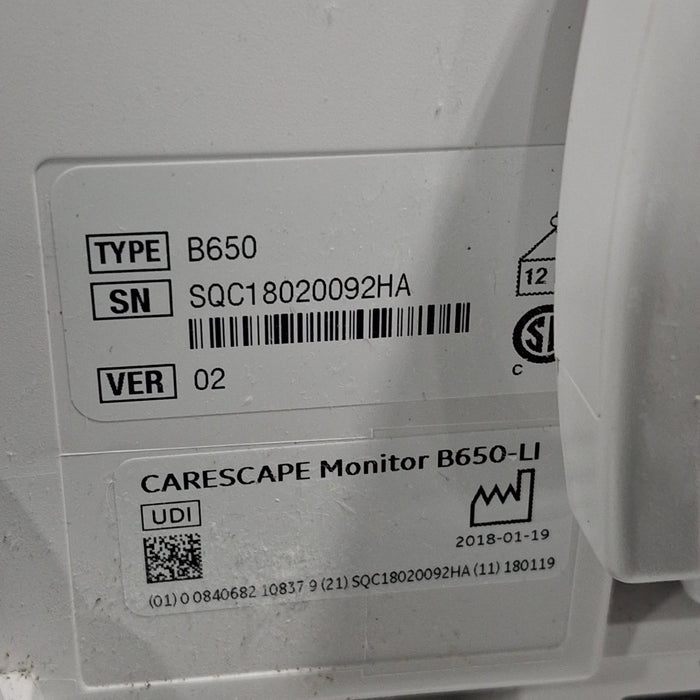 TYPE B650
12
SN SQC18020092HA
C
VER 02
CARESCAPE Monitor B650-LI
UDI
2018-01-19
(01) 0 0840682 10837 9 (21) SQC18020092HA (11) 180119